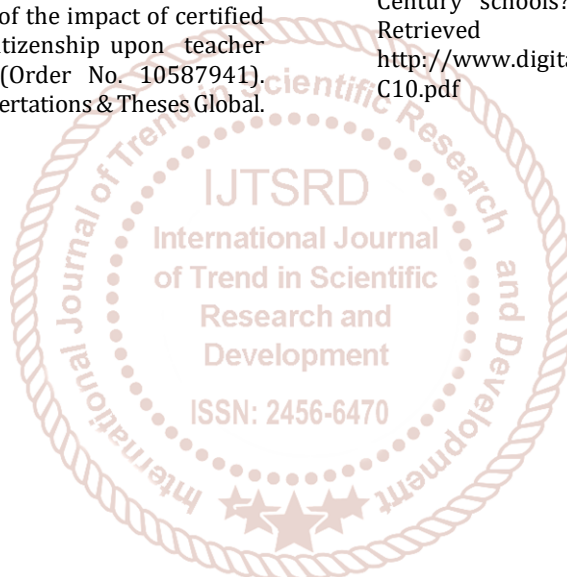 of the impact of certified
itizenship upon teacher
(Order No. 10587941).
ertations & Theses Global.
Century schools?
Retrieved
http://www.digita
C10.pdf
International Journal of Trend in Scientific Research and Development
IJTSRD
International Journal
of Trend in Scientific
Research and
Development
ISSN: 2456-6470